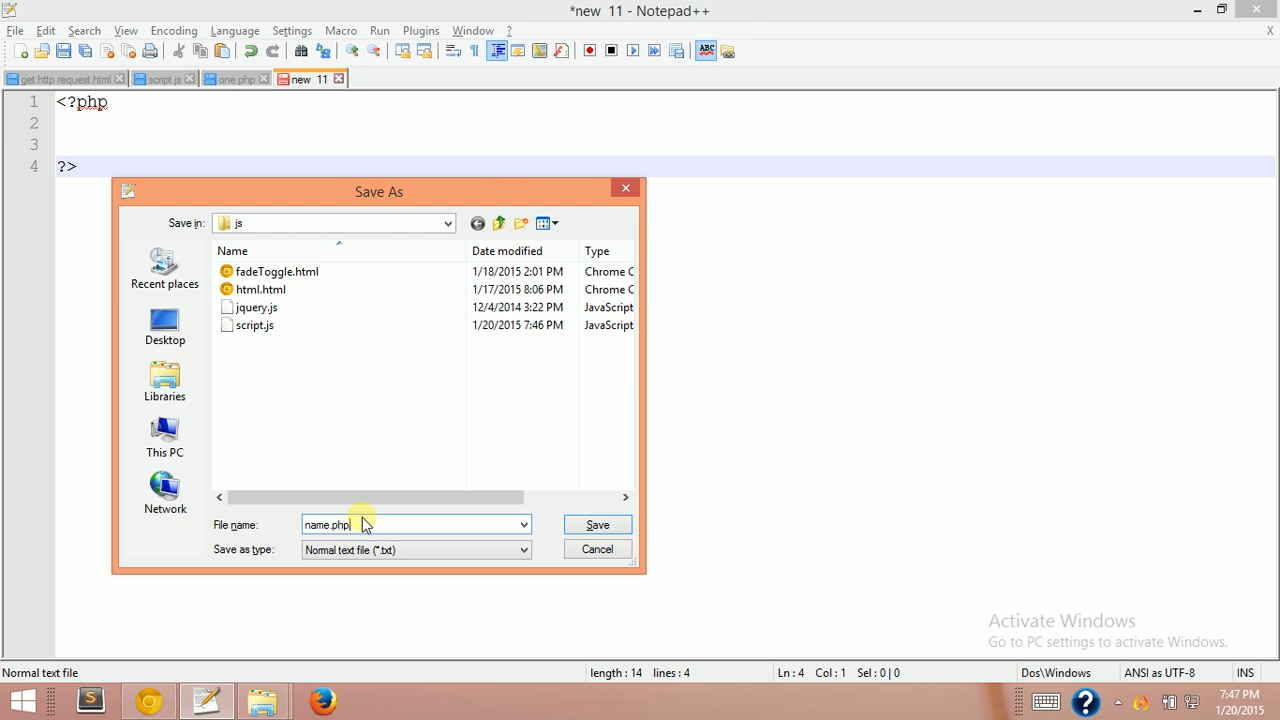 *new 11 - Notepad++
File Edit Search View Encoding Language Settings Macro Run Plugins Window ? X
ABC
get http request.html script.js one.php new 11
1 <?php
2
3
4 ?>
Save As
Save in: js
Name Date modified Type
fadeToggle.html 1/18/2015 2:01 PM Chrome C
html.html 1/17/2015 8:06 PM Chrome C
jquery.js 12/4/2014 3:22 PM JavaScript
script.js 1/20/2015 7:46 PM JavaScript
Recent places
Desktop
Libraries
This PC
Network
File name: name.php Save
Save as type: Normal text file (*.txt) Cancel
Activate Windows
Go to PC settings to activate Windows.
Normal text file length : 14 lines : 4 Ln : 4 Col : 1 Sel : 0 | 0 Dos\Windows ANSI as UTF-8 INS
7:47 PM
1/20/2015